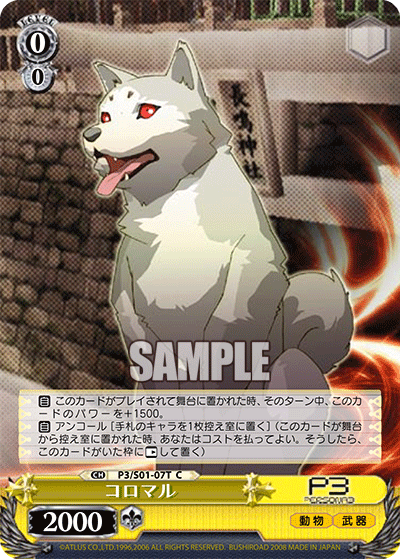 LEVEL
0
0
長鳴神社
SAMPLE
自 このカードがプレイされて舞台に置かれた時、そのターン中、このカ
ードのパワーを+1500。
自 アンコール [手札のキャラを1枚控え室に置く] (このカードが舞台
から控え室に置かれた時、あなたはコストを払ってよい。そうしたら、
このカードがいた枠に置く)
CH P3/S01-07T C
コロマル
P3
PERSONA3
2000
動物 武器
©ATLUS CO.,LTD.1996,2006 ALL RIGHTS RESERVED. BUSHIROAD 2008 MADE IN JAPAN